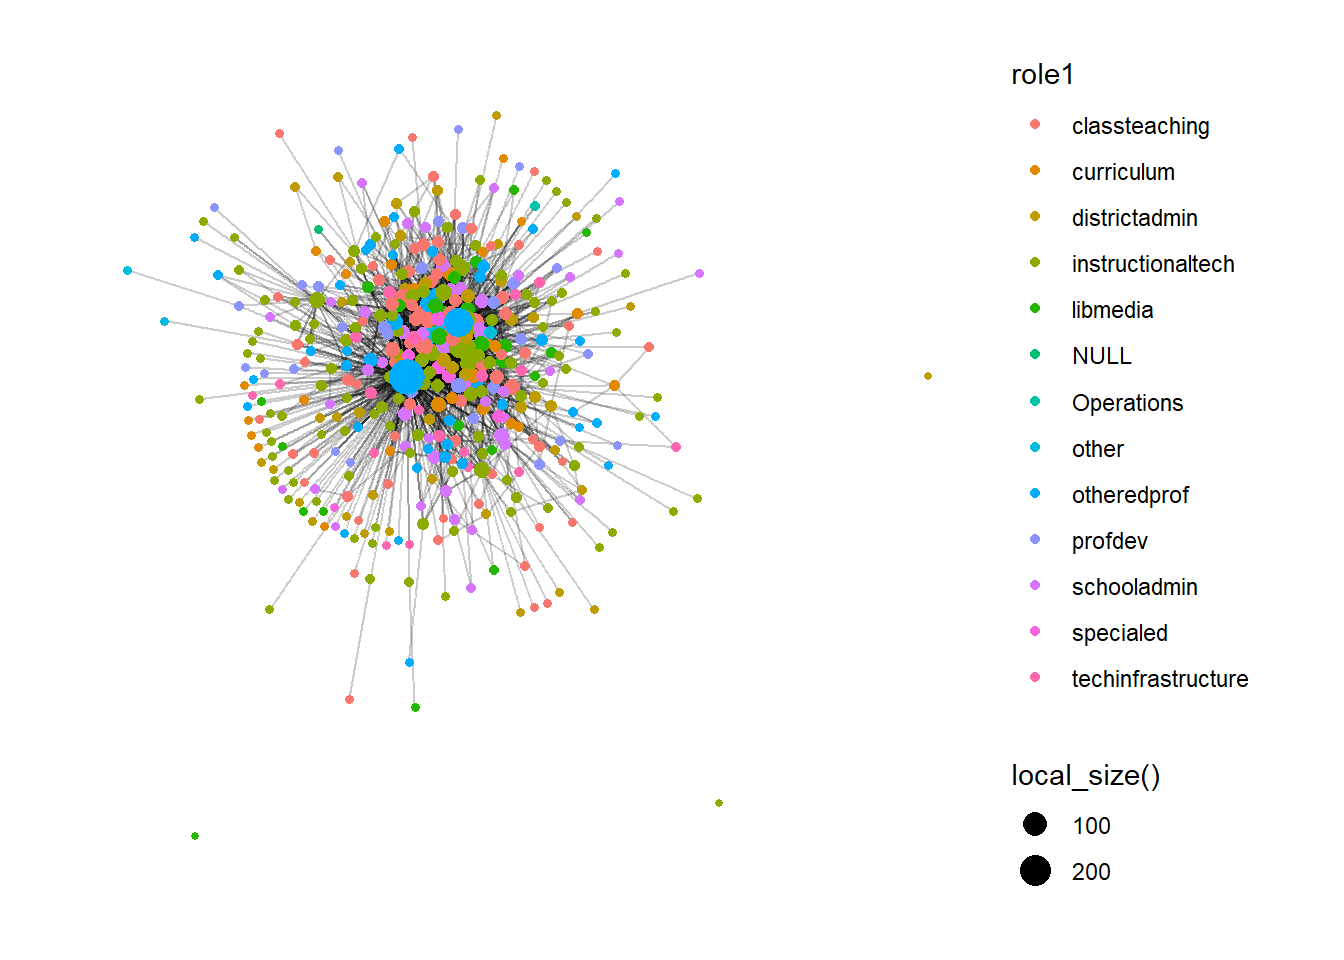 role1
classteaching
curriculum
districtadmin
instructionaltech
libmedia
NULL
Operations
other
otheredprof
profdev
schooladmin
specialed
techinfrastructure
local_size()
100
200